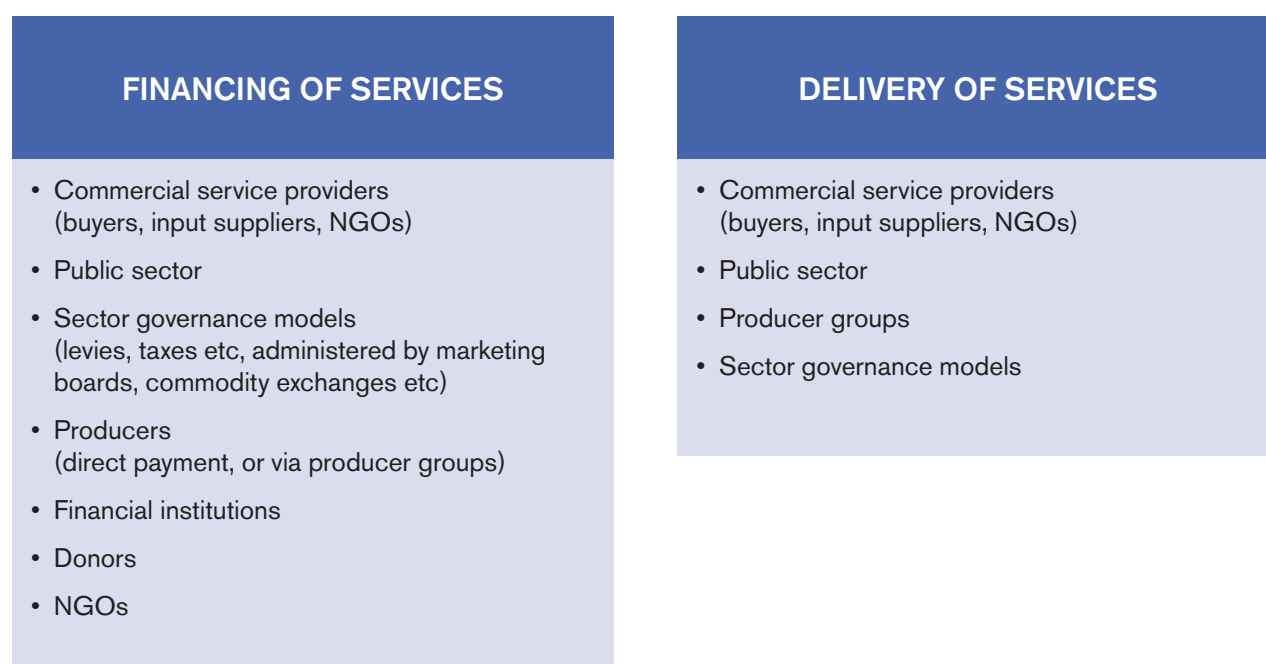 FINANCING OF SERVICES
• Commercial service providers
(buyers, input suppliers, NGOs)
• Public sector
• Sector governance models
(levies, taxes etc, administered by marketing
boards, commodity exchanges etc)
• Producers
(direct payment, or via producer groups)
• Financial institutions
• Donors
• NGOs
DELIVERY OF SERVICES
• Commercial service providers
(buyers, input suppliers, NGOs)
• Public sector
• Producer groups
• Sector governance models